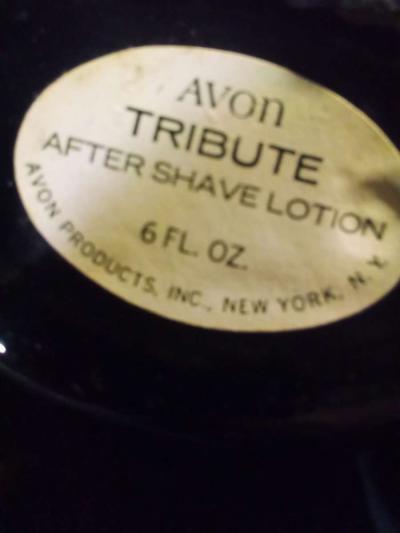 AVON
TRIBUTE
AFTER SHAVE LOTION
6 FL. OZ.
AVON PRODUCTS, INC., NEW YORK, N. Y.